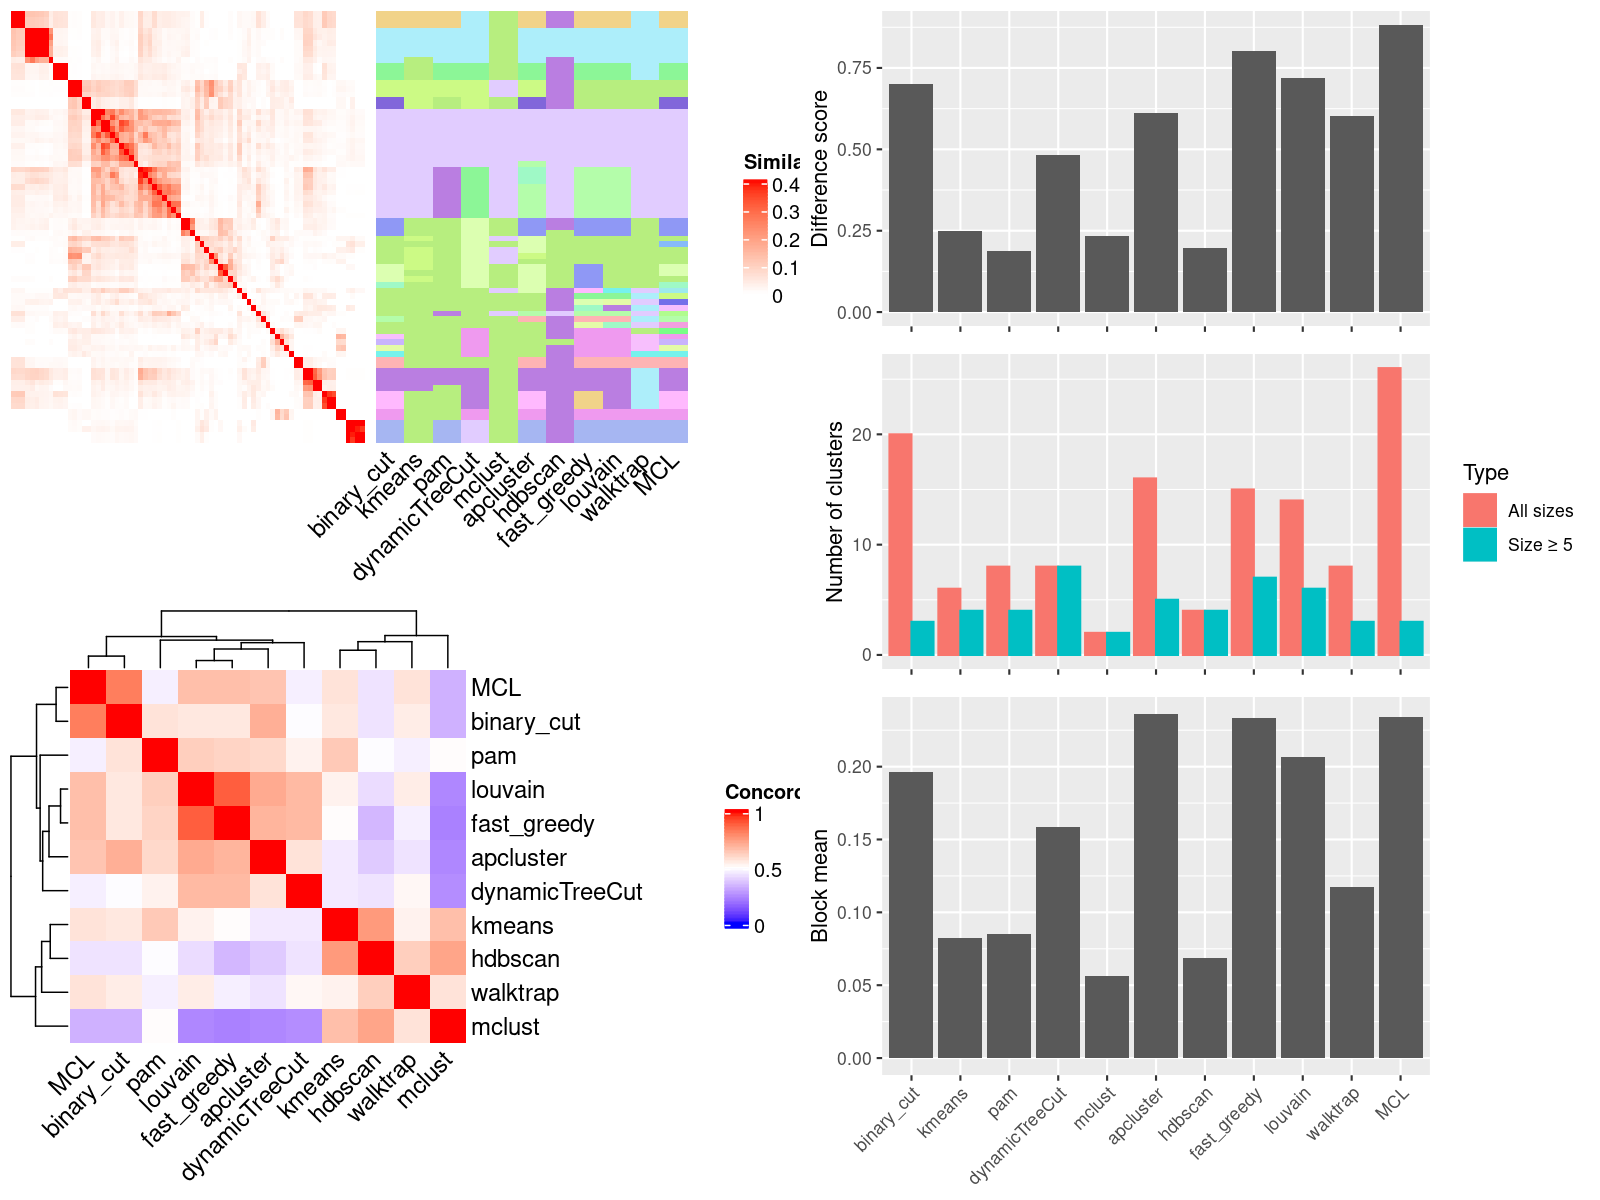 Simila
0.4
0.3
0.2
0.1
0
binary_cut
kmeans
pam
dynamicTreeCut
mclust
apcluster
hdbscan
fast_greedy
louvain
walktrap
MCL
MCL
binary_cut
pam
louvain
fast_greedy
apcluster
dynamicTreeCut
kmeans
hdbscan
walktrap
mclust
MCL
binary_cut
pam
louvain
fast_greedy
apcluster
dynamicTreeCut
kmeans
hdbscan
walktrap
mclust
Concord
1
0.5
0
Difference score
0.75
0.50
0.25
0.00
Number of clusters
20
10
0
Type
All sizes
Size ≥ 5
Block mean
0.20
0.15
0.10
0.05
0.00
binary_cut
kmeans
pam
dynamicTreeCut
mclust
apcluster
hdbscan
fast_greedy
louvain
walktrap
MCL